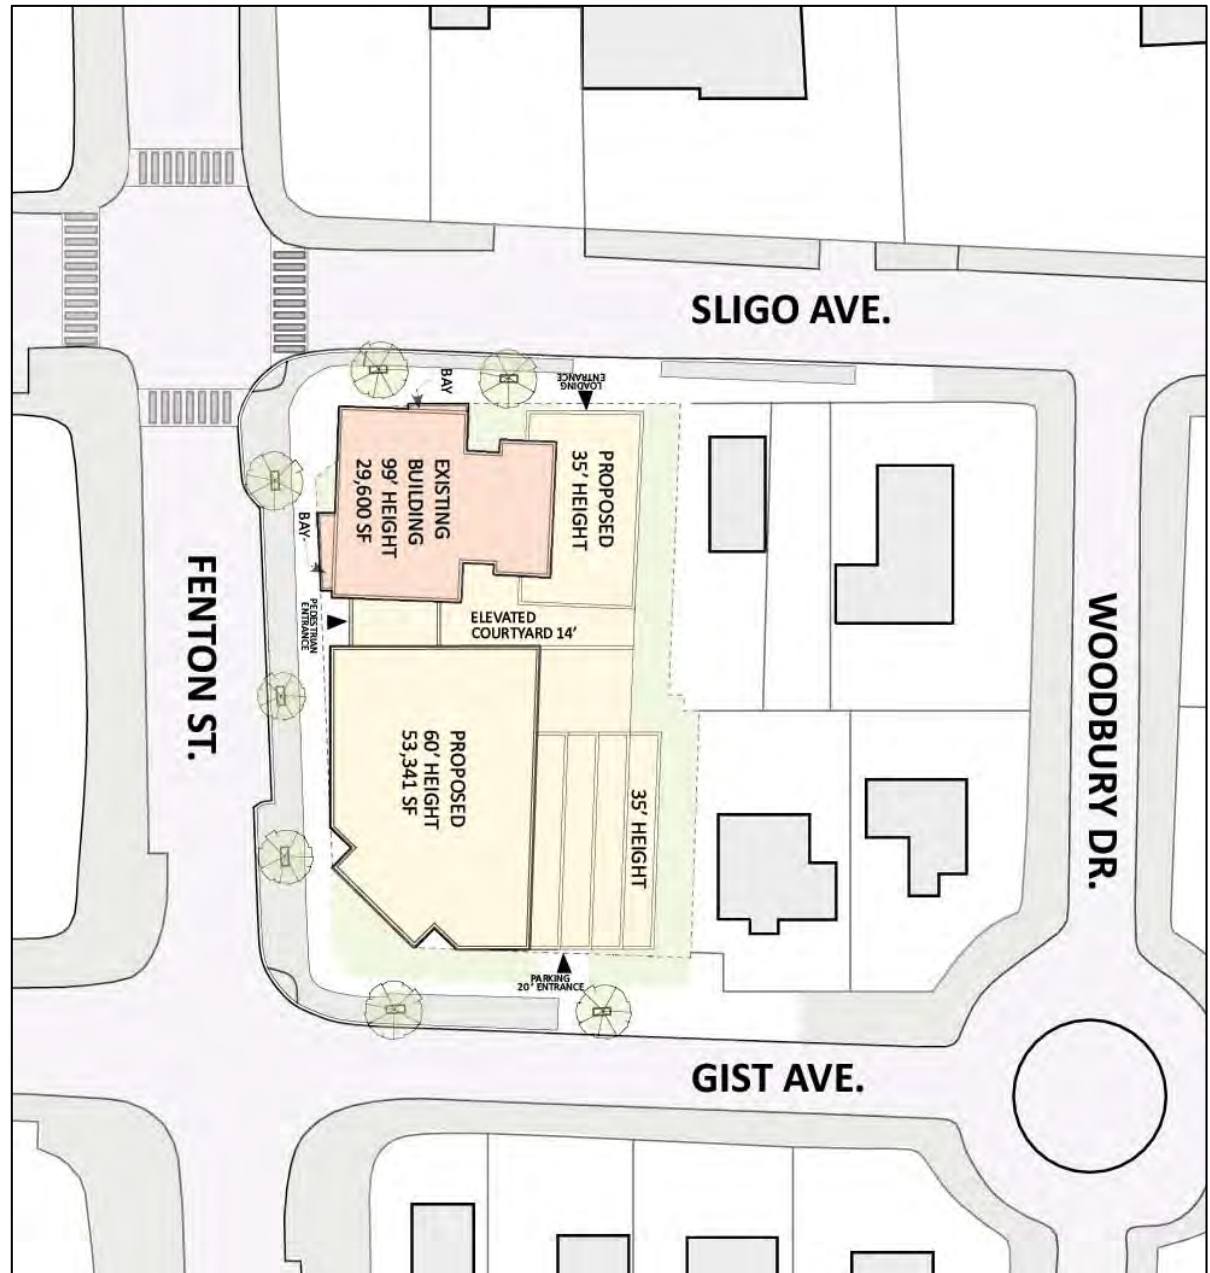 SLIGO AVE.
BAY
LOADING
ENTRANCE
EXISTING
BUILDING
99' HEIGHT
29,600 SF
PROPOSED
35' HEIGHT
BAY
PEDESTRIAN
ENTRANCE
ELEVATED
COURTYARD 14'
FENTON ST.
WOODBURY DR.
PROPOSED
60' HEIGHT
53,341 SF
35' HEIGHT
PARKING
20' ENTRANCE
GIST AVE.